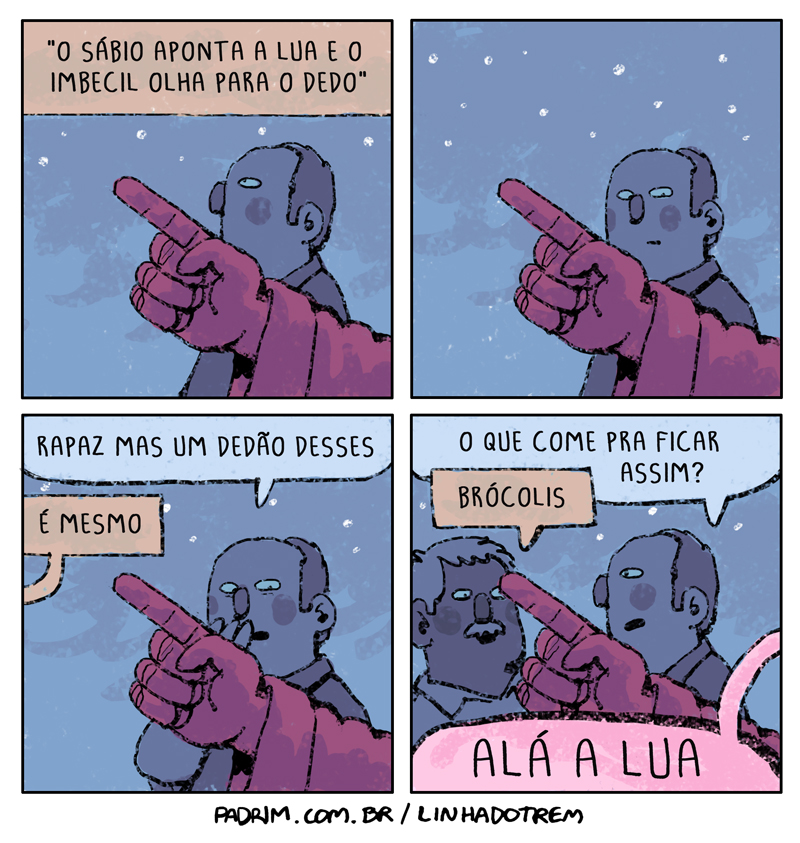 "O SÁBIO APONTA A LUA E O
IMBECIL OLHA PARA O DEDO"
RAPAZ MAS UM DEDÃO DESSES
É MESMO
O QUE COME PRA FICAR
ASSIM?
BRÓCOLIS
ALÁ A LUA
PADRIM.COM.BR / LINHADOTREM